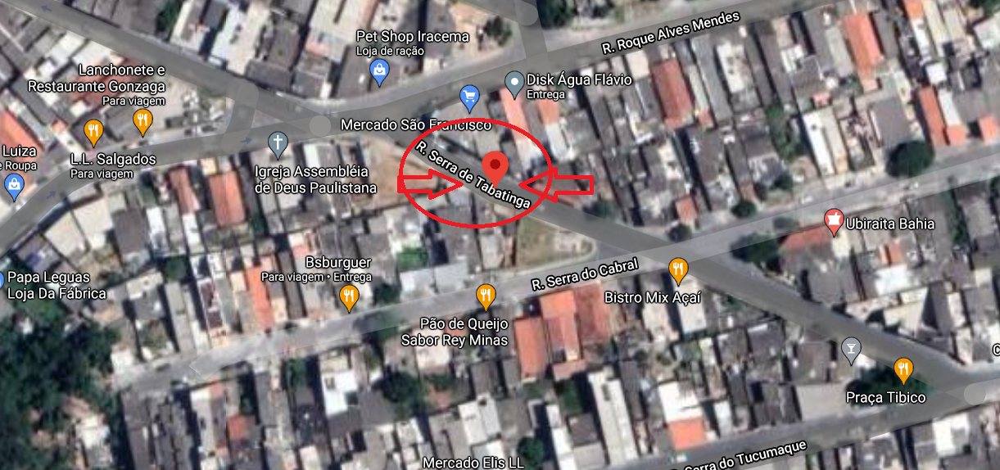 R. Roque Alves Mendes
Pet Shop Iracema
Loja de ração
Lanchonete e
Restaurante Gonzaga
Para viagem
Disk Água Flávio
Entrega
Mercado São Francisco
Luiza
Roupa
L.L. Salgados
Para viagem
Igreja Assembléia
de Deus Paulistana
R. Serra de Tabatinga
Ubiraita Bahia
Papa Leguas
Loja Da Fábrica
Bsburguer
Para viagem • Entrega
R. Serra do Cabral
Bistro Mix Açaí
Pão de Queijo
Sabor Rey Minas
Praça Tibico
Mercado Elis LL
Serra do Tucumaque